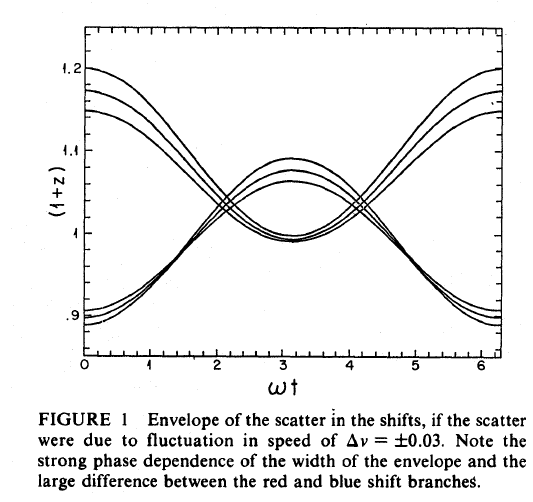 1.2
1.1
1
.9
(1+z)
0 1 2 3 4 5 6
ωt
FIGURE 1 Envelope of the scatter in the shifts, if the scatter
were due to fluctuation in speed of Δν = ±0.03. Note the
strong phase dependence of the width of the envelope and the
large difference between the red and blue shift branches.